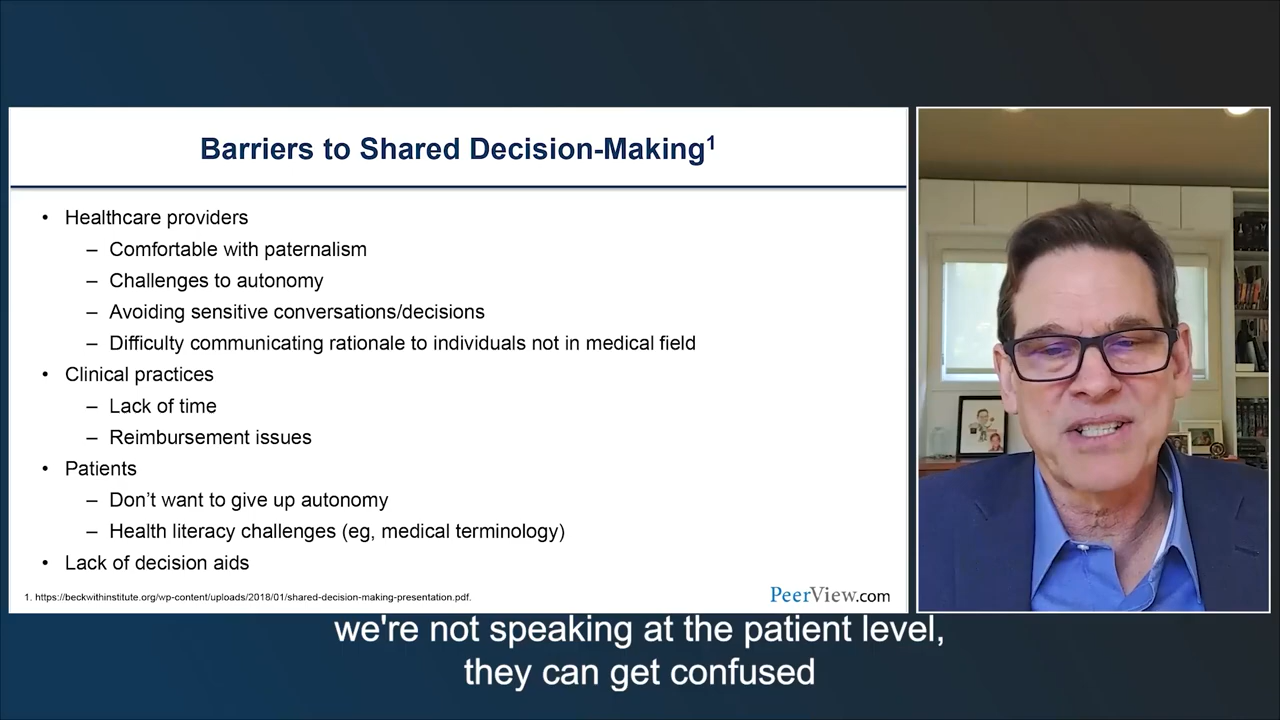 Barriers to Shared Decision-Making1
• Healthcare providers
– Comfortable with paternalism
– Challenges to autonomy
– Avoiding sensitive conversations/decisions
– Difficulty communicating rationale to individuals not in medical field
• Clinical practices
– Lack of time
– Reimbursement issues
• Patients
– Don’t want to give up autonomy
– Health literacy challenges (eg, medical terminology)
• Lack of decision aids
1. https://beckwithinstitute.org/wp-content/uploads/2018/01/shared-decision-making-presentation.pdf.
PeerView.com
we're not speaking at the patient level,
they can get confused